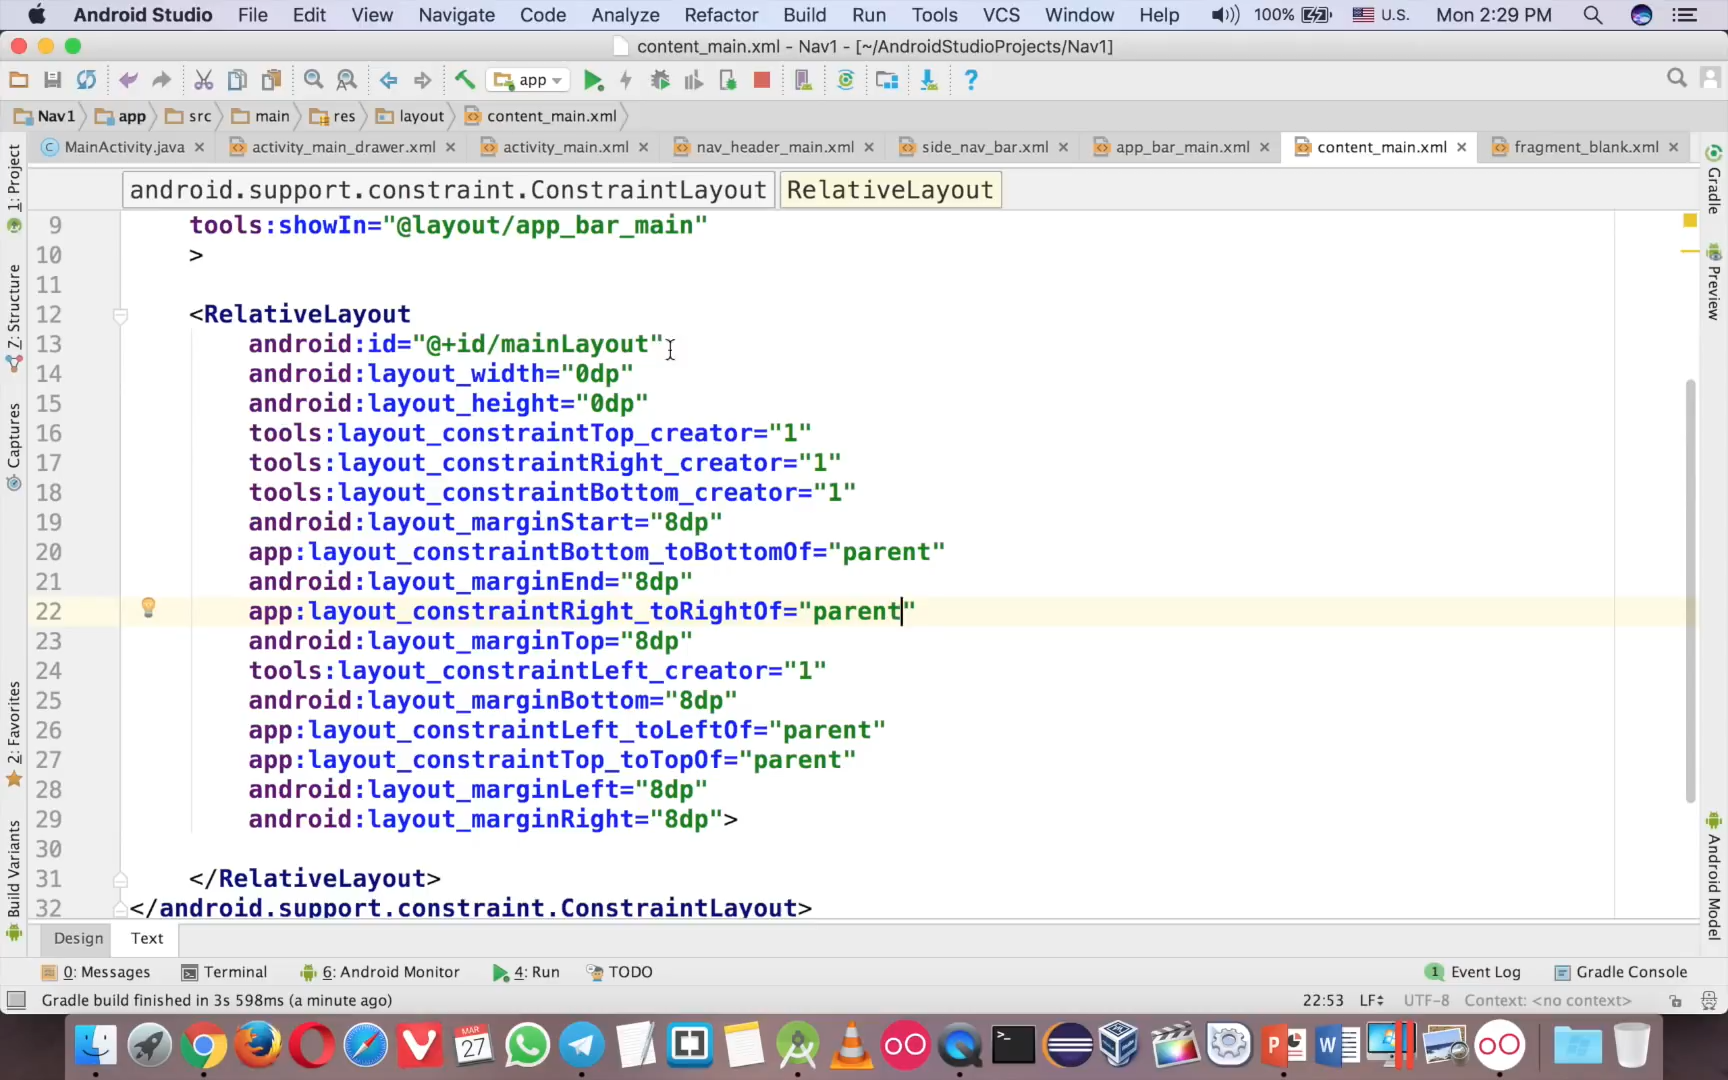 Android Studio File Edit View Navigate Code Analyze Refactor Build Run Tools VCS Window Help 100% U.S. Mon 2:29 PM
content_main.xml - Nav1 - [~/AndroidStudioProjects/Nav1]
app
Nav1 app src main res layout content_main.xml
MainActivity.java activity_main_drawer.xml activity_main.xml nav_header_main.xml side_nav_bar.xml app_bar_main.xml content_main.xml fragment_blank.xml
android.support.constraint.ConstraintLayout RelativeLayout
9 tools:showIn="@layout/app_bar_main"
10 >
11
12 <RelativeLayout
13 android:id="@+id/mainLayout"
14 android:layout_width="0dp"
15 android:layout_height="0dp"
16 tools:layout_constraintTop_creator="1"
17 tools:layout_constraintRight_creator="1"
18 tools:layout_constraintBottom_creator="1"
19 android:layout_marginStart="8dp"
20 app:layout_constraintBottom_toBottomOf="parent"
21 android:layout_marginEnd="8dp"
22 app:layout_constraintRight_toRightOf="parent"
23 android:layout_marginTop="8dp"
24 tools:layout_constraintLeft_creator="1"
25 android:layout_marginBottom="8dp"
26 app:layout_constraintLeft_toLeftOf="parent"
27 app:layout_constraintTop_toTopOf="parent"
28 android:layout_marginLeft="8dp"
29 android:layout_marginRight="8dp">
30
31 </RelativeLayout>
32 </android.support.constraint.ConstraintLayout>
1: Project
Z: Structure
Captures
2: Favorites
Build Variants
Gradle
Preview
Android Model
Design Text
0: Messages Terminal 6: Android Monitor 4: Run TODO 1 Event Log Gradle Console
Gradle build finished in 3s 598ms (a minute ago) 22:53 LF UTF-8 Context: <no context>
MAR
27